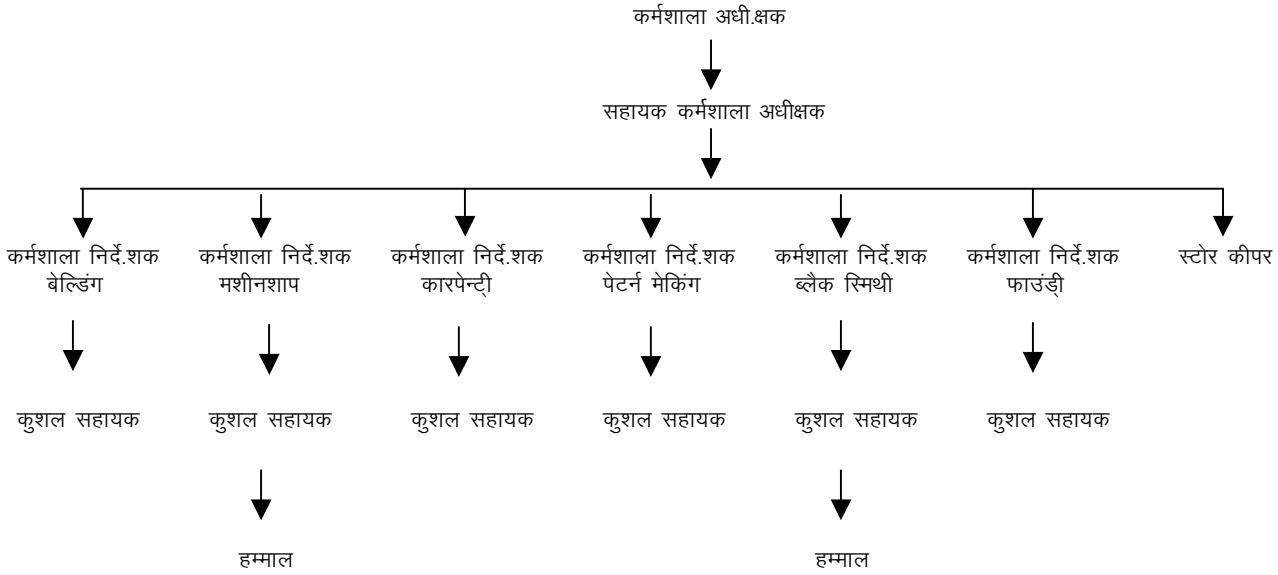 कर्मशाला अधी.क्षक
सहायक कर्मशाला अधीक्षक
कर्मशाला निर्दे.शक कर्मशाला निर्दे.शक कर्मशाला निर्दे.शक कर्मशाला निर्दे.शक कर्मशाला निर्दे.शक कर्मशाला निर्दे.शक स्टोर कीपर
बेल्डिंग मशीनशाप कारपेन्ट्री पेटर्न मेकिंग ब्लैक स्मिथी फाउंड्री
कुशल सहायक कुशल सहायक कुशल सहायक कुशल सहायक कुशल सहायक कुशल सहायक
हम्माल हम्माल